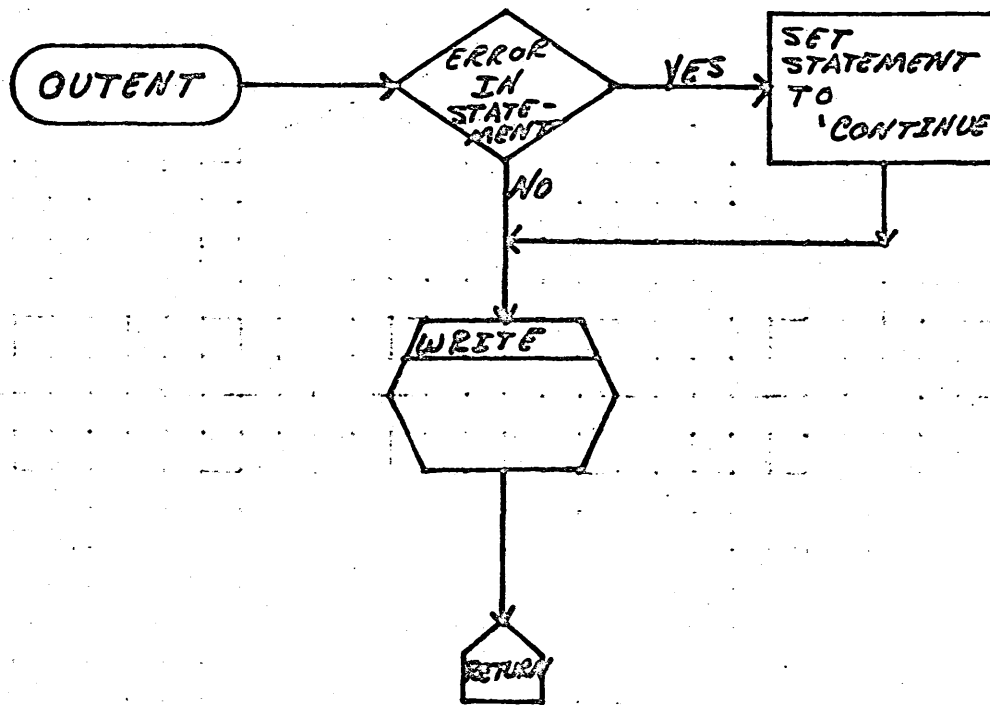 OUTENT
ERROR
IN
STATE-
MENT
YES
SET
STATEMENT
TO
'CONTINUE
NO
WRITE
RETURN